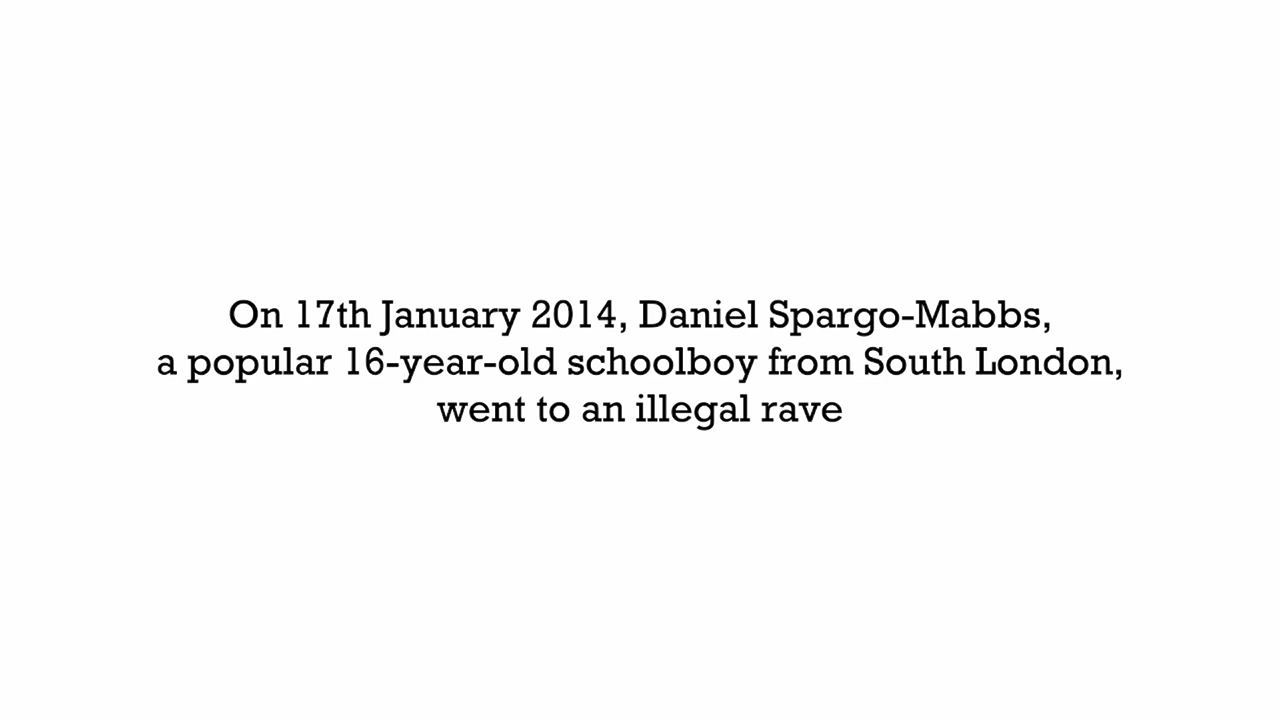 On 17th January 2014, Daniel Spargo-Mabbs,
a popular 16-year-old schoolboy from South London,
went to an illegal rave